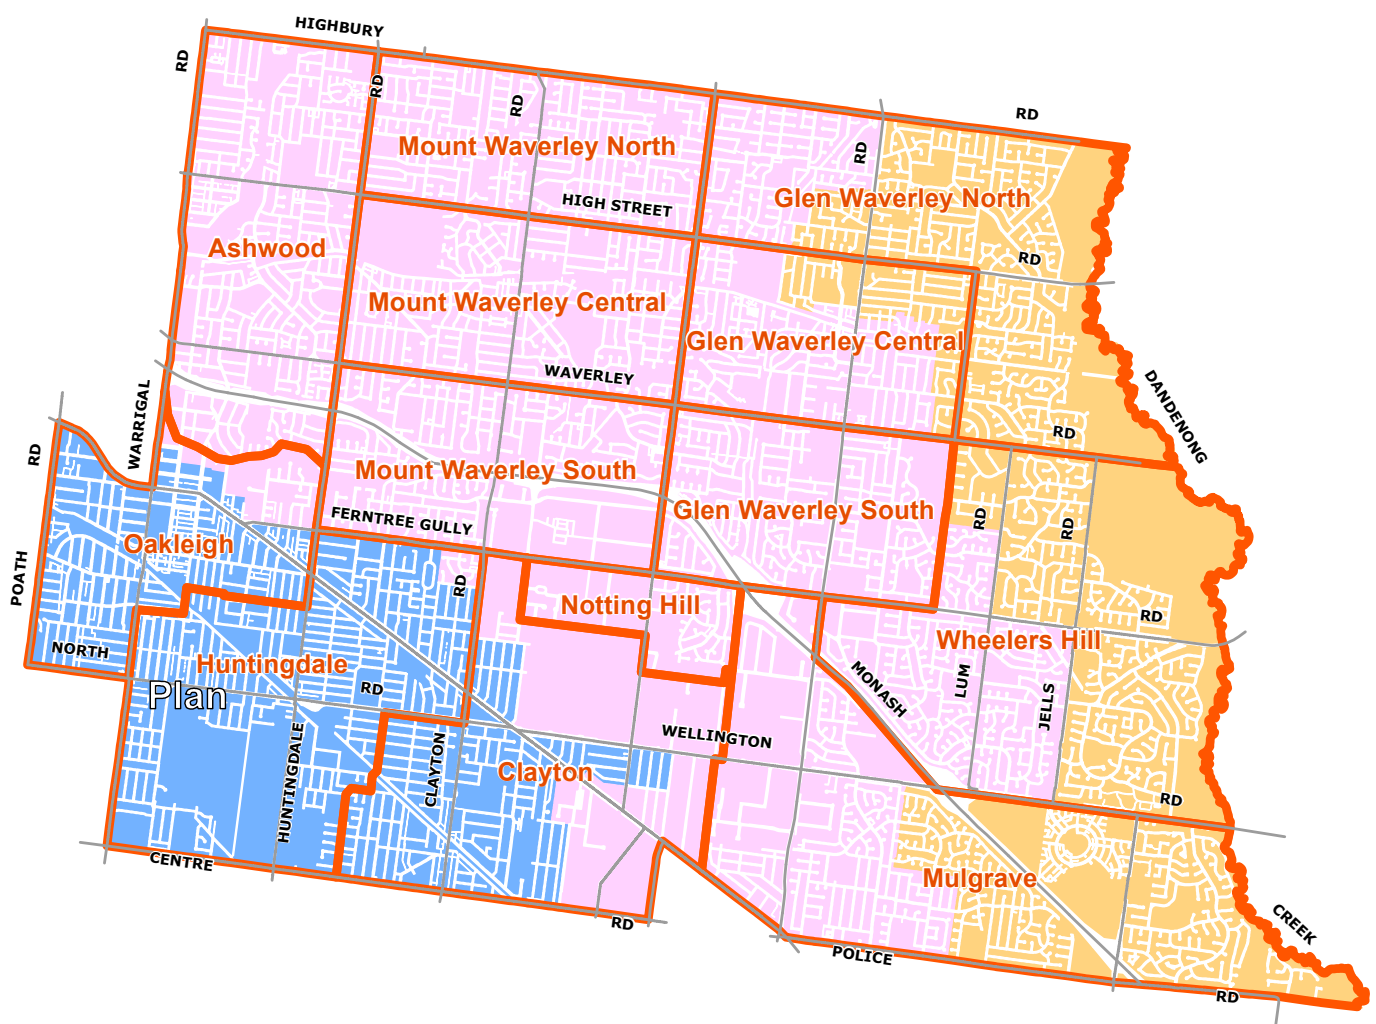 HIGHBURY
RD
RD
RD
RD
RD
Mount Waverley North
Glen Waverley North
HIGH STREET
Ashwood
RD
Mount Waverley Central
Glen Waverley Central
WAVERLEY
DANDENONG
WARRIGAL
RD
RD
Mount Waverley South
Glen Waverley South
FERNTREE GULLY
RD
RD
Oakleigh
POATH
RD
Notting Hill
RD
Wheelers Hill
NORTH
Huntingdale
Plan
RD
MONASH
LUM
JELLS
WELLINGTON
HUNTINGDALE
CLAYTON
Clayton
RD
CENTRE
Mulgrave
RD
CREEK
POLICE
RD